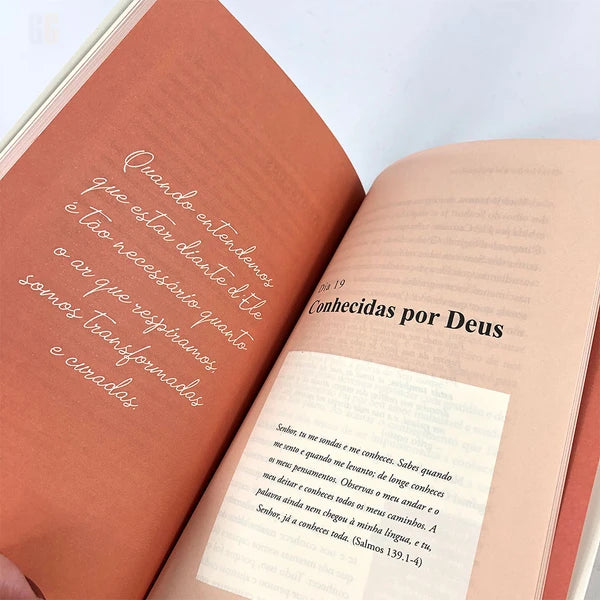 Quando entendemos
que estar diante d'Ele
é tão necessário quanto
o ar que respiramos,
somos transformadas
e curadas.
Dia 19
Conhecidas por Deus
Senhor, tu me sondas e me conheces. Sabes quando
me sento e quando me levanto; de longe conheces
os meus pensamentos. Observas o meu andar e o
meu deitar e conheces todos os meus caminhos. A
palavra ainda nem chegou à minha língua, e tu,
Senhor, já a conheces toda. (Salmos 139.1-4)